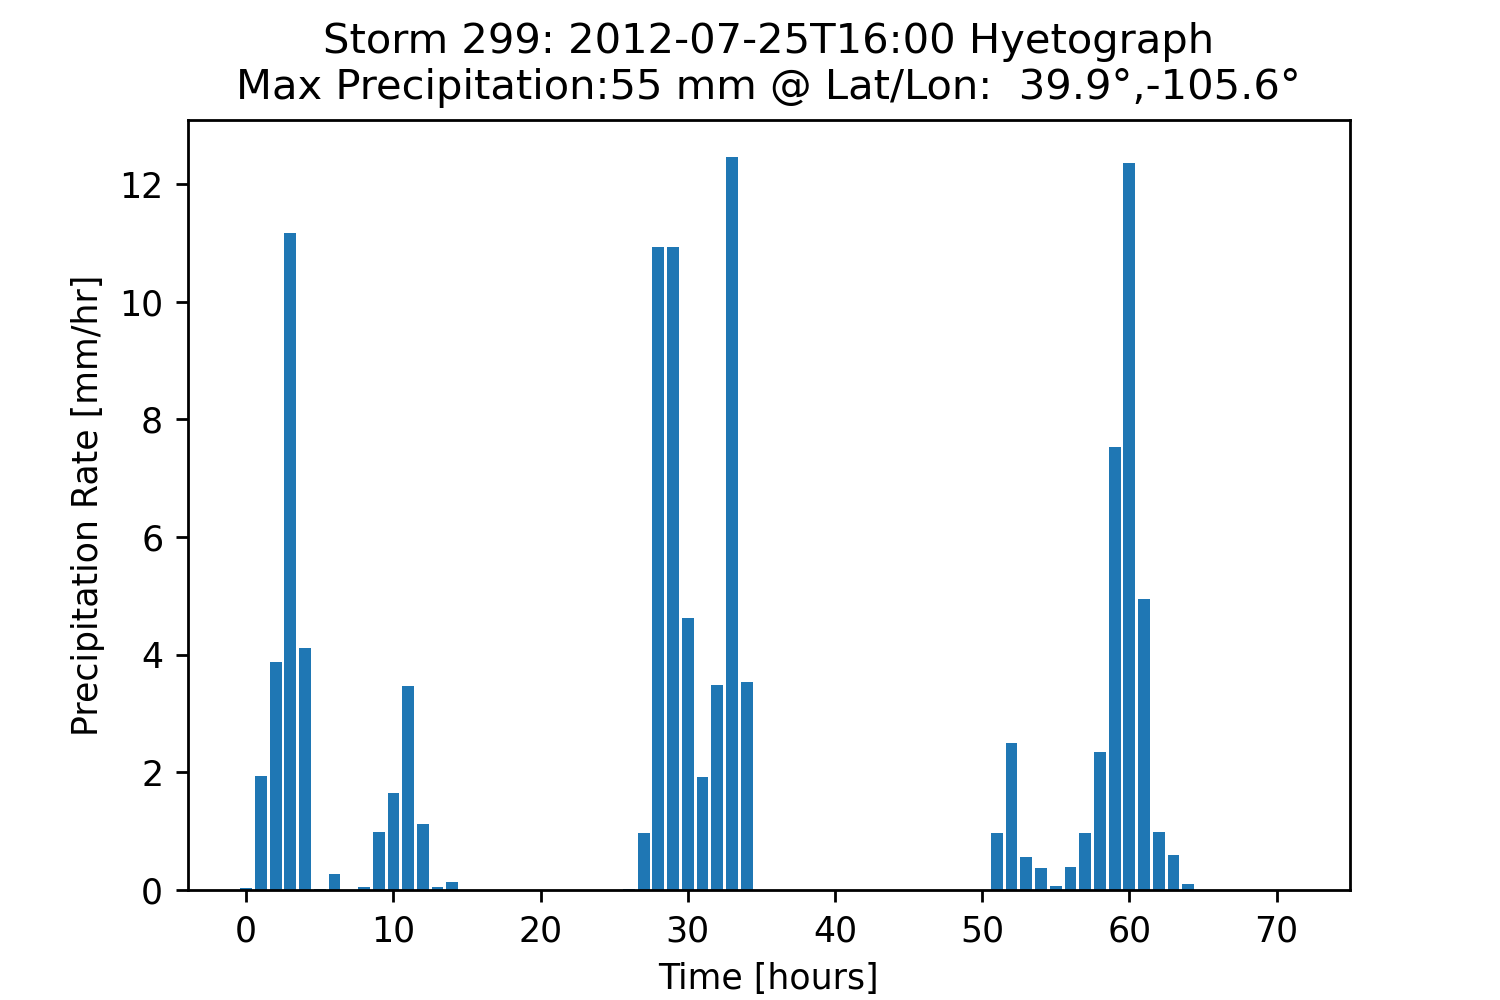 Storm 299: 2012-07-25T16:00 Hyetograph
Max Precipitation:55 mm @ Lat/Lon:  39.9°,-105.6°
Precipitation Rate [mm/hr]
12
10
8
6
4
2
0
0 10 20 30 40 50 60 70
Time [hours]